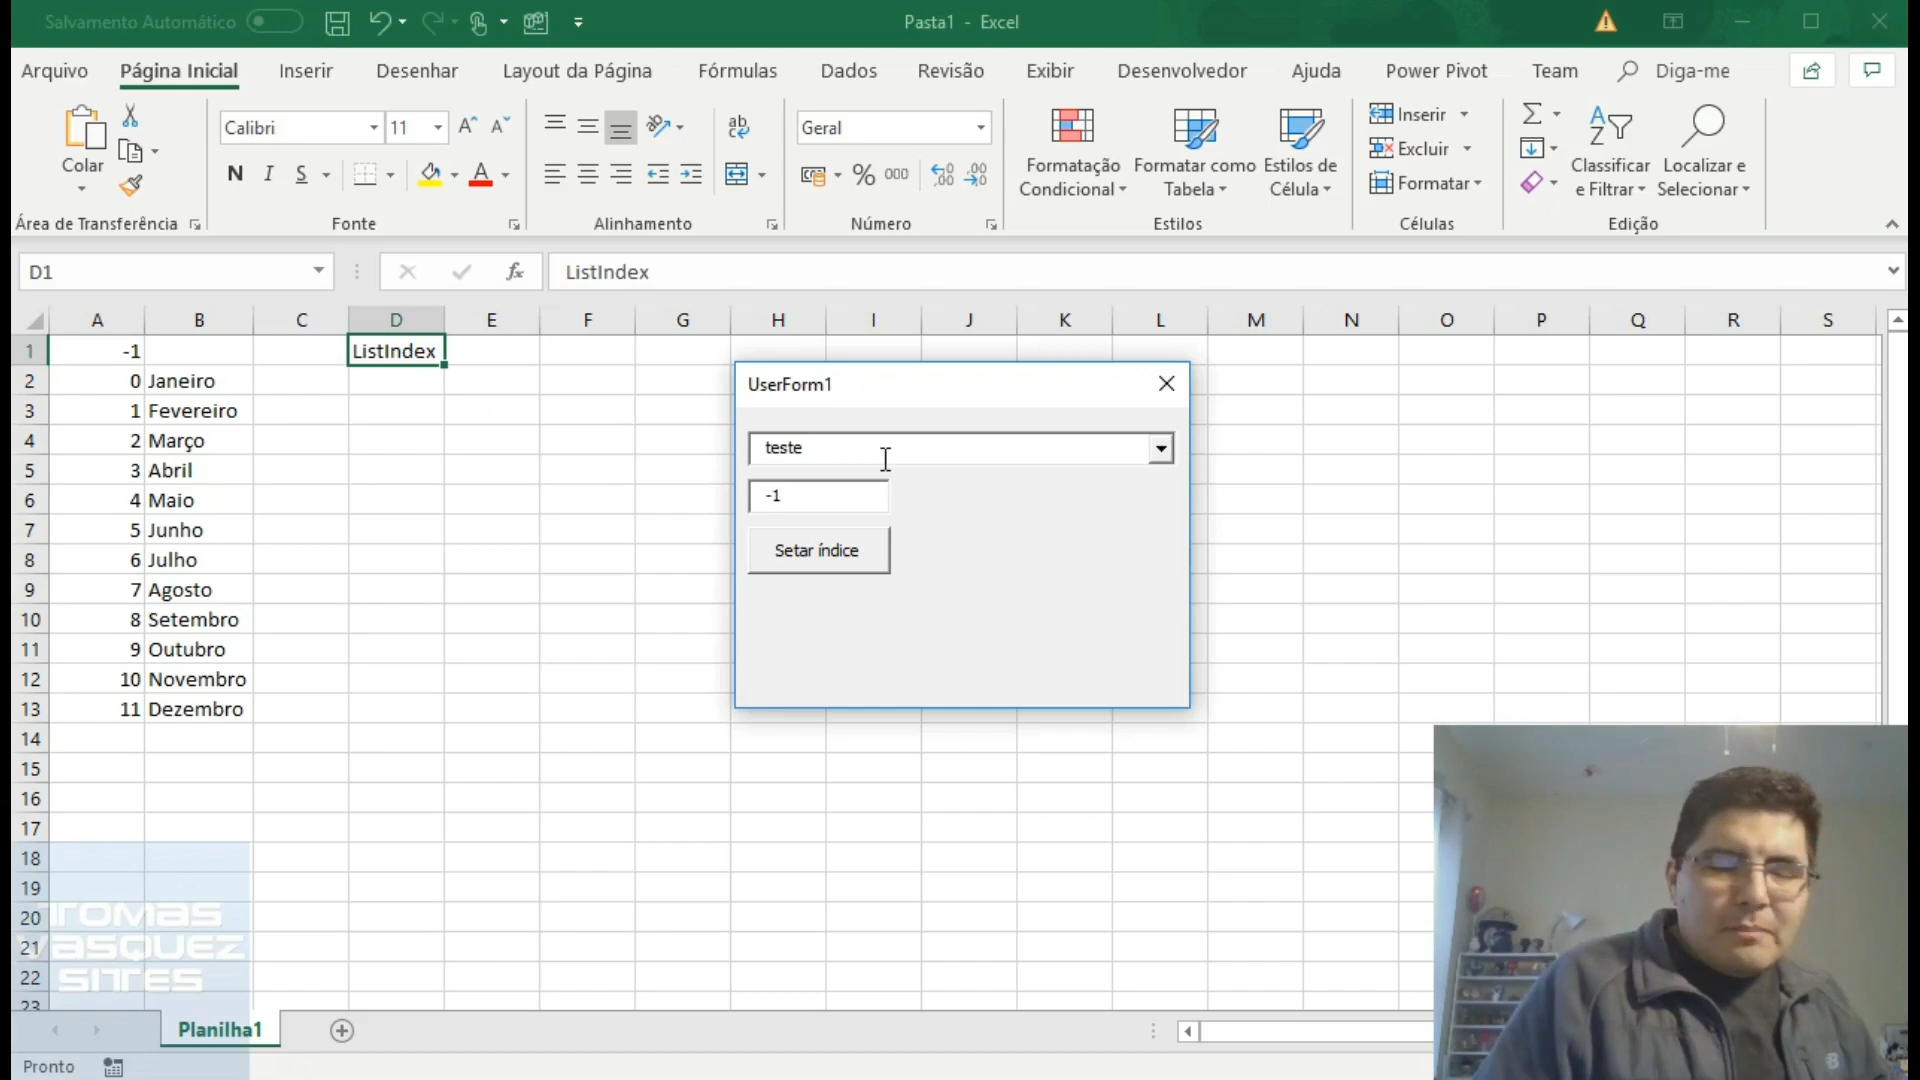 Salvamento Automático
Pasta1 - Excel
Arquivo Página Inicial Inserir Desenhar Layout da Página Fórmulas Dados Revisão Exibir Desenvolvedor Ajuda Power Pivot Team Diga-me
Colar
Área de Transferência
Calibri 11
N I S
Fonte
ab
Alinhamento
Geral
% 000
Número
Formatação Condicional
Formatar como Tabela
Estilos de Célula
Estilos
Inserir
Excluir
Formatar
Células
Classificar e Filtrar
Localizar e Selecionar
Edição
D1 fx ListIndex
A B C D E F G H I J K L M N O P Q R S
1 -1 ListIndex
2 0 Janeiro
3 1 Fevereiro
4 2 Março
5 3 Abril
6 4 Maio
7 5 Junho
8 6 Julho
9 7 Agosto
10 8 Setembro
11 9 Outubro
12 10 Novembro
13 11 Dezembro
14
15
16
17
18
19
20
21
22
23
UserForm1
teste
-1
Setar índice
TOMAS
VASQUEZ
SITES
Planilha1
Pronto